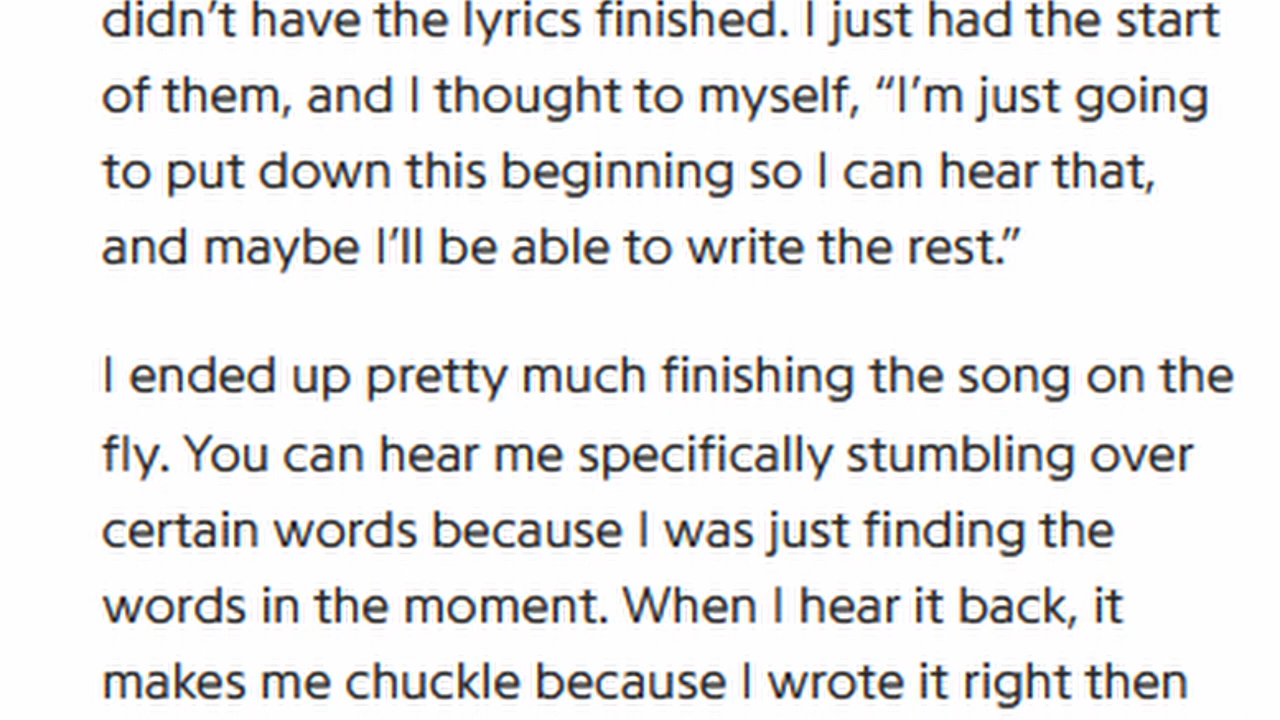 didn’t have the lyrics finished. I just had the start
of them, and I thought to myself, “I’m just going
to put down this beginning so I can hear that,
and maybe I’ll be able to write the rest.”
I ended up pretty much finishing the song on the
fly. You can hear me specifically stumbling over
certain words because I was just finding the
words in the moment. When I hear it back, it
makes me chuckle because I wrote it right then